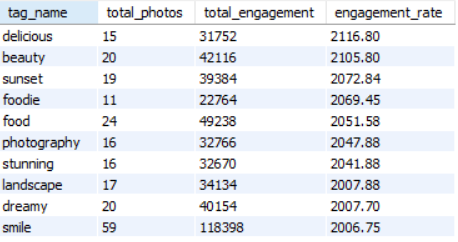 tag_name total_photos total_engagement engagement_rate
delicious 15 31752 2116.80
beauty 20 42116 2105.80
sunset 19 39384 2072.84
foodie 11 22764 2069.45
food 24 49238 2051.58
photography 16 32766 2047.88
stunning 16 32670 2041.88
landscape 17 34134 2007.88
dreamy 20 40154 2007.70
smile 59 118398 2006.75